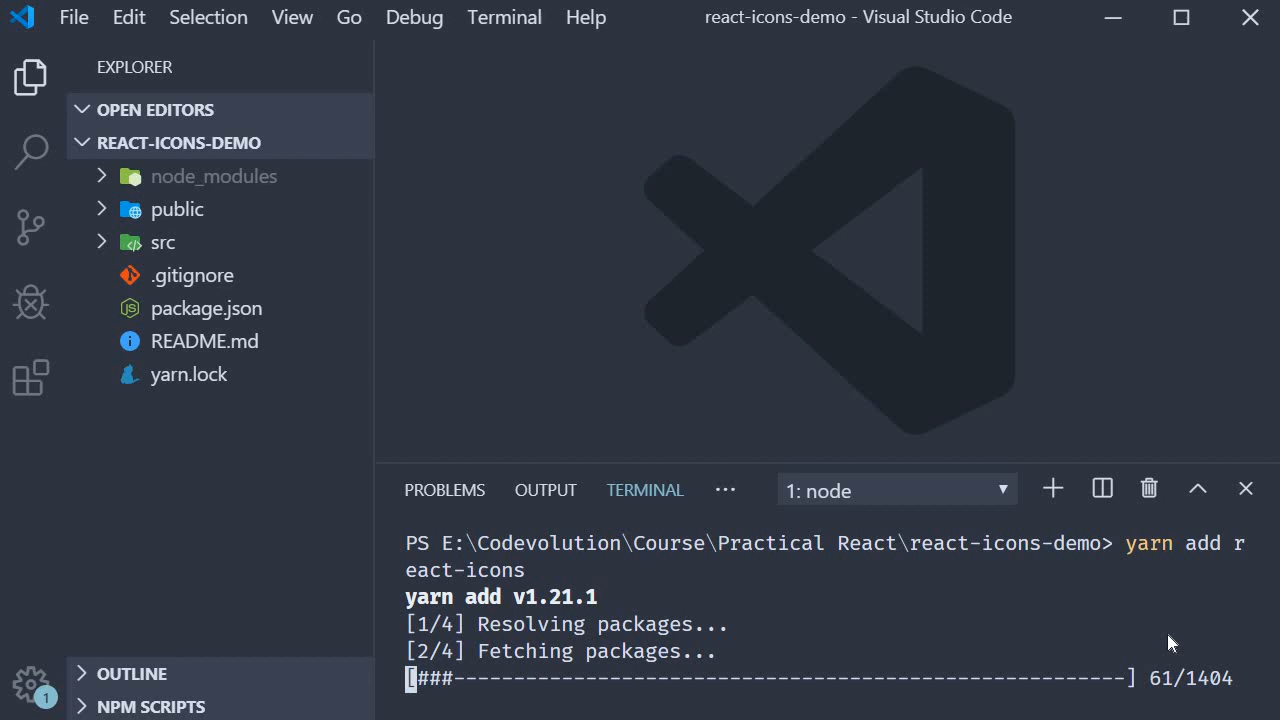 File Edit Selection View Go Debug Terminal Help
react-icons-demo - Visual Studio Code
EXPLORER
OPEN EDITORS
REACT-ICONS-DEMO
node_modules
public
src
.gitignore
package.json
README.md
yarn.lock
OUTLINE
NPM SCRIPTS
1
PROBLEMS OUTPUT TERMINAL ··· 1: node
PS E:\Codevolution\Course\Practical React\react-icons-demo> yarn add r
eact-icons
yarn add v1.21.1
[1/4] Resolving packages...
[2/4] Fetching packages...
[###--------------------------------------------------------] 61/1404